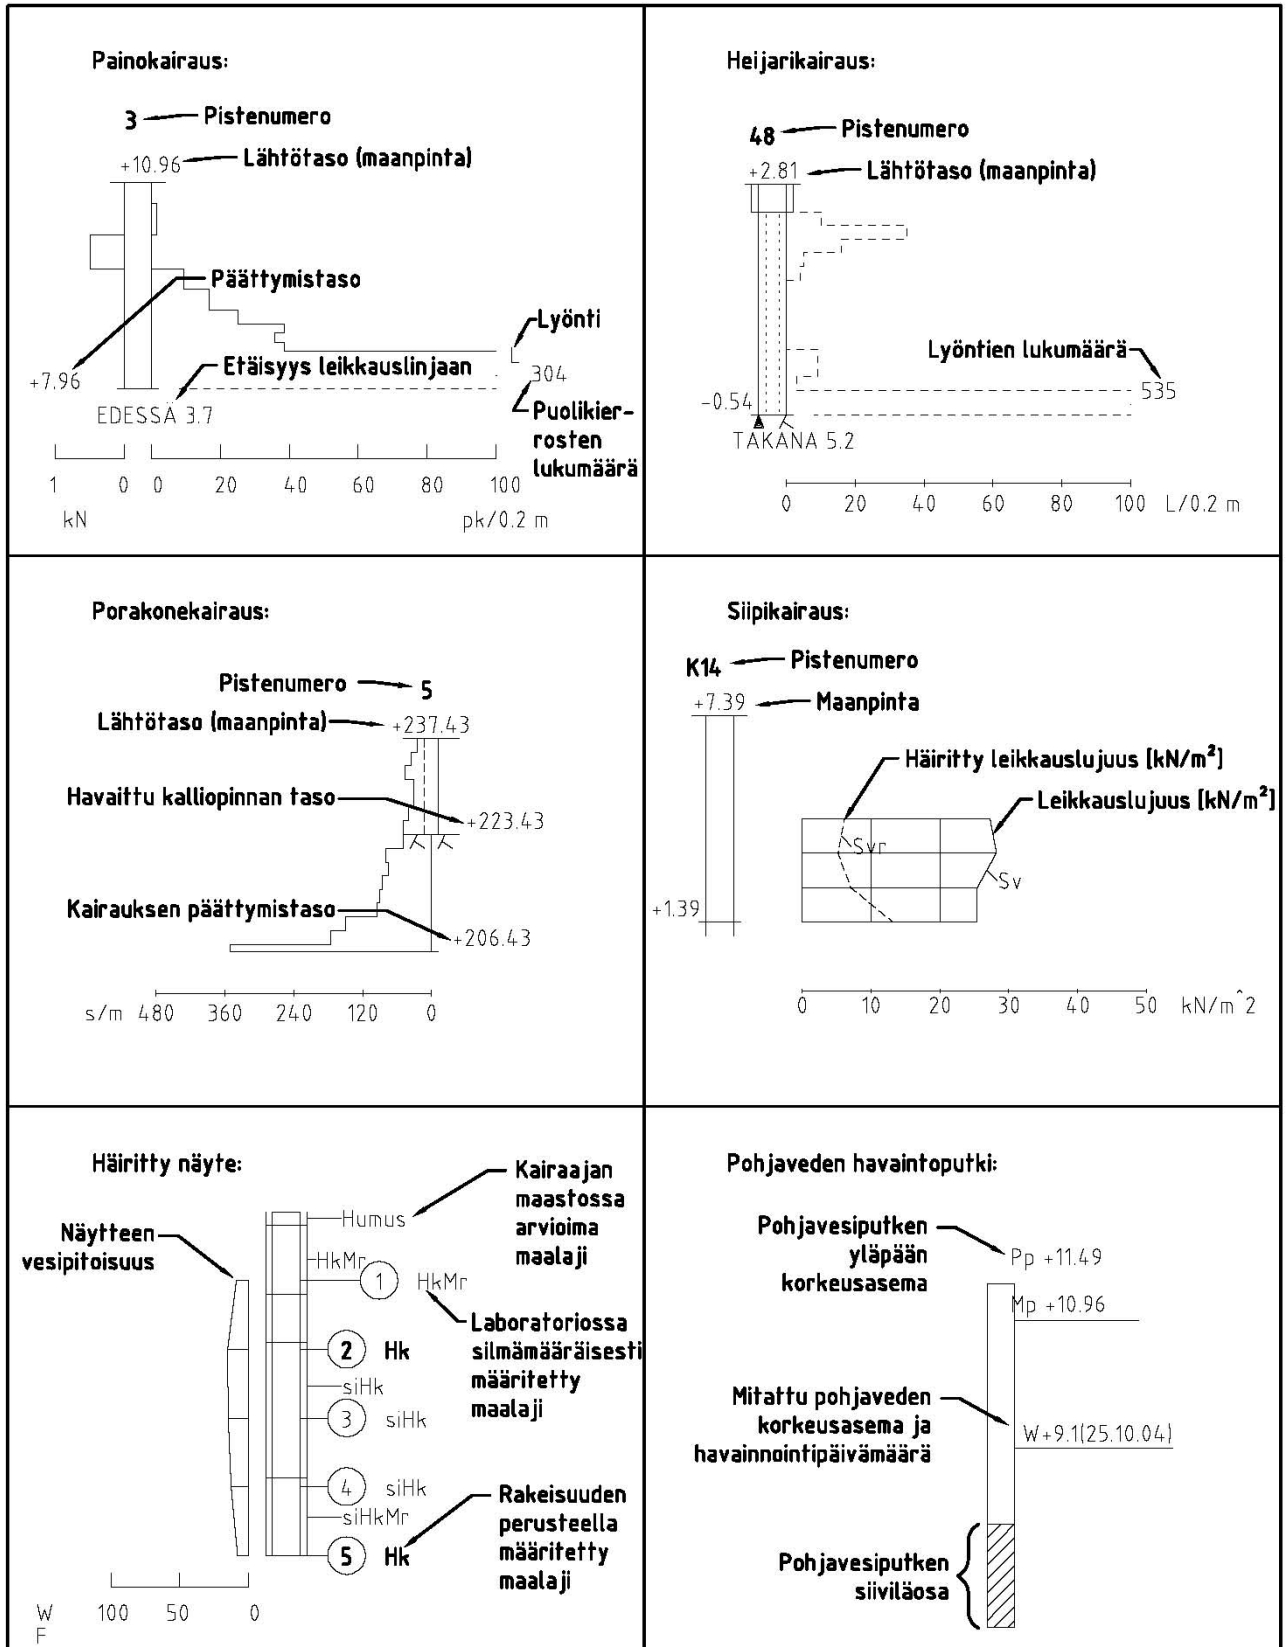 Painokairaus:
3
Pistenumero
+10.96
Lähtötaso (maanpinta)
Päättymistaso
Lyönti
Etäisyys leikkauslinjaan
+7.96
304
EDESSÄ 3.7
Puolikier-
rosten
lukumäärä
1 0 0 20 40 60 80 100
kN pk/0.2 m
Heijarikairaus:
48
Pistenumero
+2.81
Lähtötaso (maanpinta)
Lyöntien lukumäärä
535
-0.54
TAKANA 5.2
0 20 40 60 80 100 L/0.2 m
Porakonekairaus:
Pistenumero
5
Lähtötaso (maanpinta)
+237.43
Havaittu kalliopinnan taso
+223.43
Kairauksen päättymistaso
+206.43
s/m 480 360 240 120 0
Siipikairaus:
K14
Pistenumero
+7.39
Maanpinta
Häiritty leikkauslujuus [kN/m²]
Leikkauslujuus [kN/m²]
Svr
Sv
+1.39
0 10 20 30 40 50 kN/m^2
Häiritty näyte:
Kairaajan
maastossa
arvioima
maalaji
Humus
Näytteen
vesipitoisuus
HkMr
1 HkMr
Laboratoriossa
silmämääräisesti
määritetty
maalaji
2 Hk
siHk
3 siHk
4 siHk
siHkMr
5 Hk
Rakeisuuden
perusteella
määritetty
maalaji
W 100 50 0
F
Pohjaveden havaintoputki:
Pohjavesiputken
yläpään
korkeusasema
Pp +11.49
Mp +10.96
Mitattu pohjaveden
korkeusasema ja
havainnointipäivämäärä
W+9.1(25.10.04)
Pohjavesiputken
siiviläosa